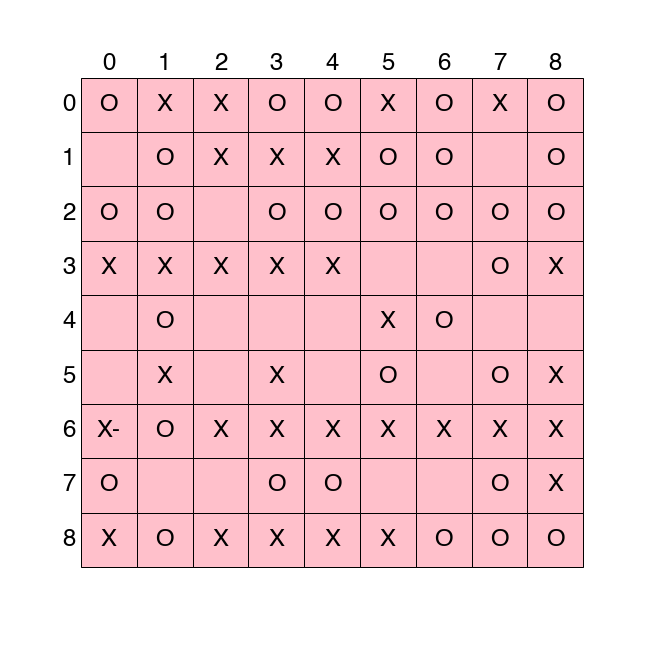 0 1 2 3 4 5 6 7 8
0 O X X O O X O X O
1 O X X X O O O
2 O O O O O O O O
3 X X X X X O X
4 O X O
5 X X O O X
6 X- O X X X X X X X
7 O O O O X
8 X O X X X X O O O